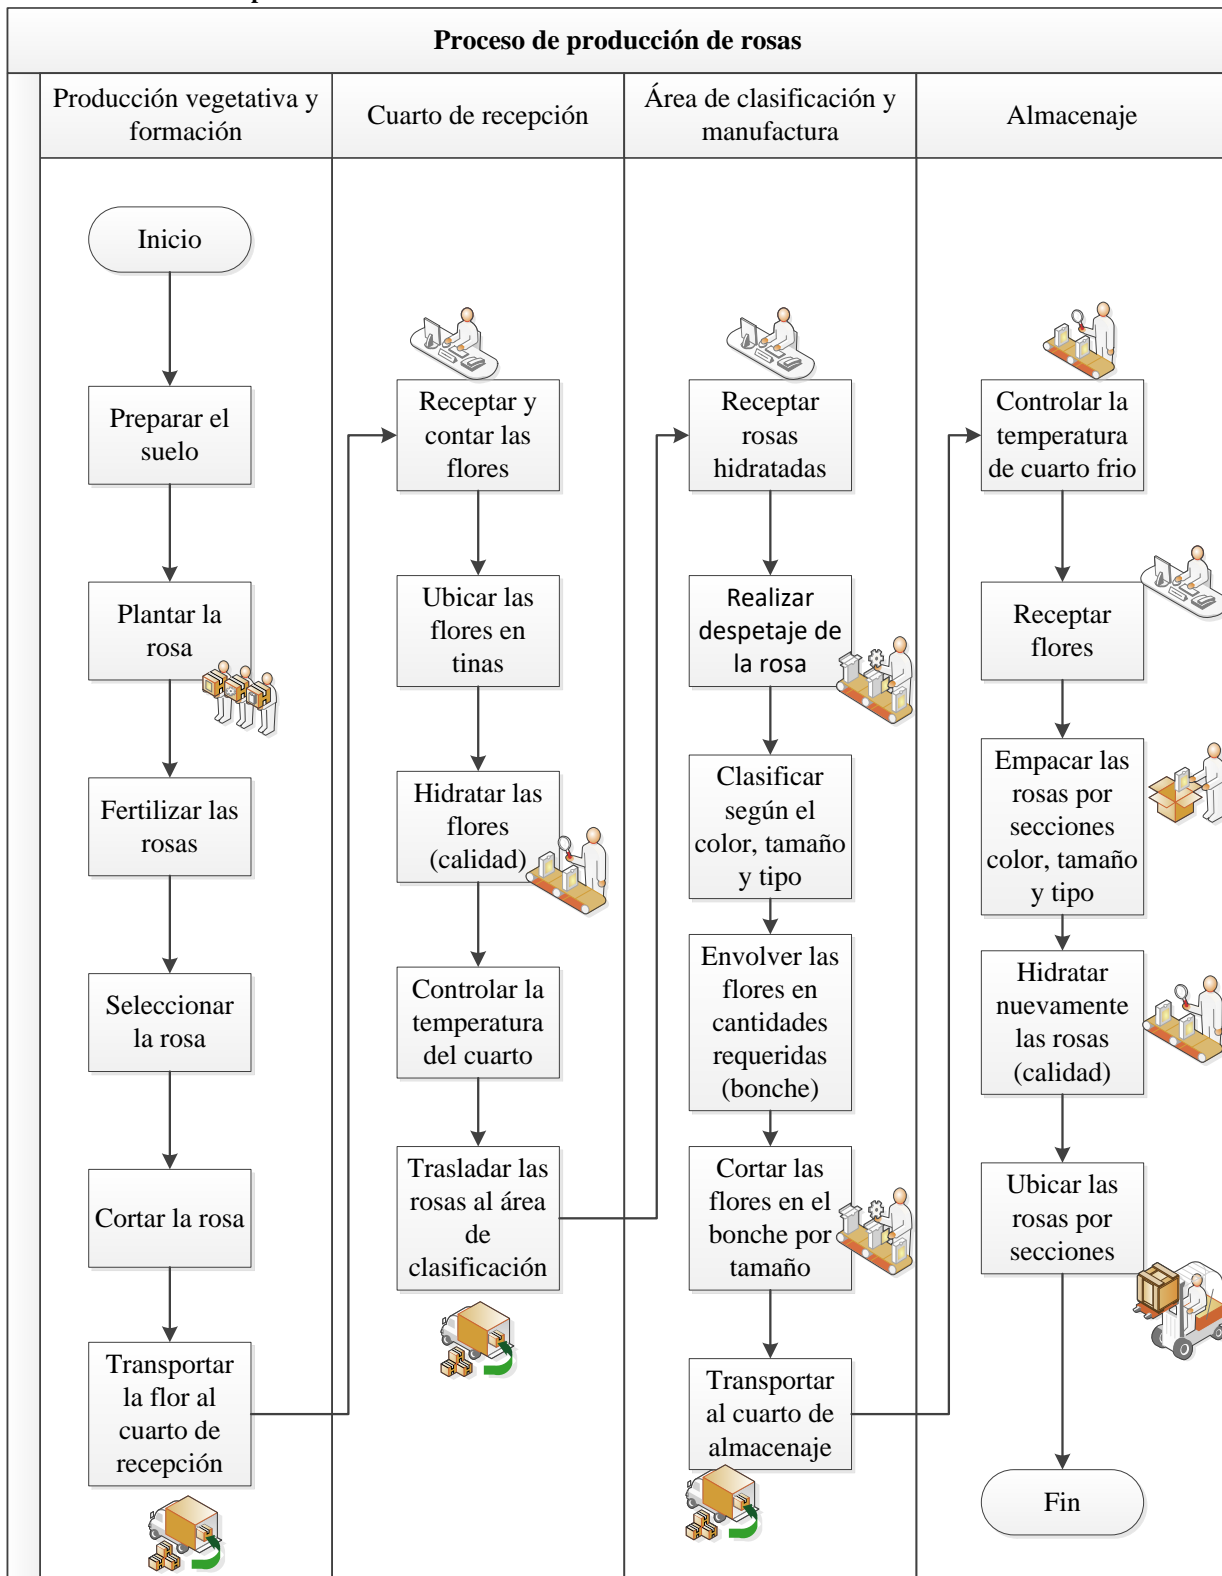 Proceso de producción de rosas
Producción vegetativa y
formación
Cuarto de recepción
Área de clasificación y
manufactura
Almacenaje
Inicio
Preparar el
suelo
Plantar la
rosa
Fertilizar las
rosas
Seleccionar
la rosa
Cortar la rosa
Transportar
la flor al
cuarto de
recepción
Receptar y
contar las
flores
Ubicar las
flores en
tinas
Hidratar las
flores
(calidad)
Controlar la
temperatura
del cuarto
Trasladar las
rosas al área
de
clasificación
Receptar
rosas
hidratadas
Realizar
despetaje de
la rosa
Clasificar
según el
color, tamaño
y tipo
Envolver las
flores en
cantidades
requeridas
(bonche)
Cortar las
flores en el
bonche por
tamaño
Transportar
al cuarto de
almacenaje
Controlar la
temperatura
de cuarto frio
Receptar
flores
Empacar las
rosas por
secciones
color, tamaño
y tipo
Hidratar
nuevamente
las rosas
(calidad)
Ubicar las
rosas por
secciones
Fin